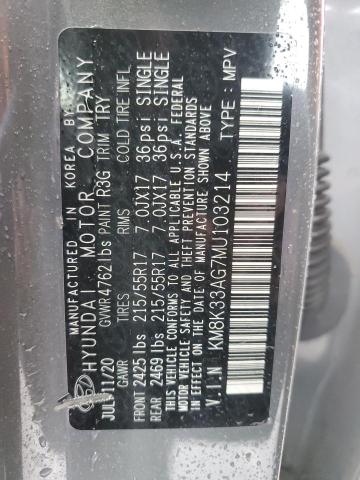 MANUFACTURED IN KOREA BY
HYUNDAI MOTOR COMPANY
JUL/11/20 GVWR 4762 lbs PAINT R3G TRIM TRY
GAWR TIRES RIMS COLD TIRE INFL.
FRONT 2425 lbs 215/55R17 7.0JX17 36psi SINGLE
REAR 2469 lbs 215/55R17 7.0JX17 36psi SINGLE
THIS VEHICLE CONFORMS TO ALL APPLICABLE U.S.A. FEDERAL
MOTOR VEHICLE SAFETY AND THEFT PREVENTION STANDARDS
IN EFFECT ON THE DATE OF MANUFACTURE SHOWN ABOVE.
V.I.N : KM8K33AG7MU103214 TYPE : MPV